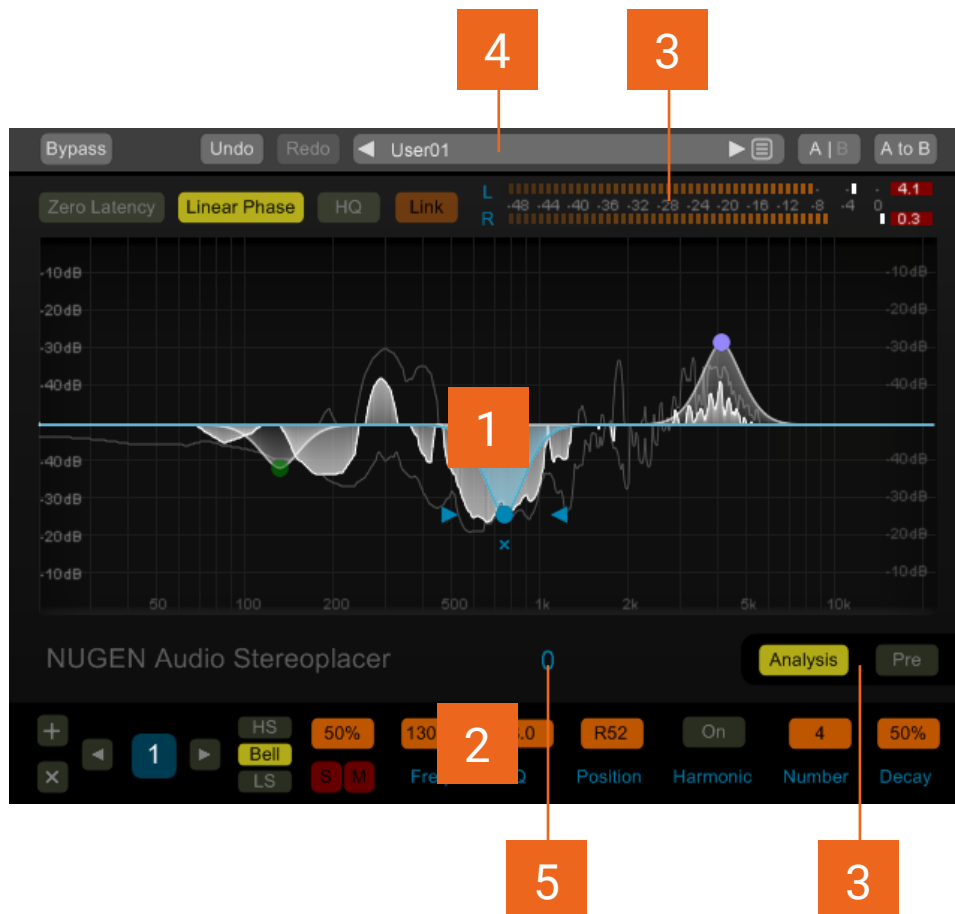 4 3
Bypass Undo Redo User01 A | B A to B
Zero Latency Linear Phase HQ Link L -48 -44 -40 -36 -32 -28 -24 -20 -16 -12 -8 -4 0 4.1
R 0.3
-10dB -10dB
-20dB -20dB
-30dB -30dB
-40dB -40dB
1
-40dB -40dB
-30dB -30dB
-20dB -20dB
-10dB -10dB
50 100 200 500 1k 2k 5k 10k
NUGEN Audio Stereoplacer 0 Analysis Pre
+ 1 HS 50% 130 2 .0 R52 On 4 50%
Bell
× LS S M Q Position Harmonic Number Decay
5 3